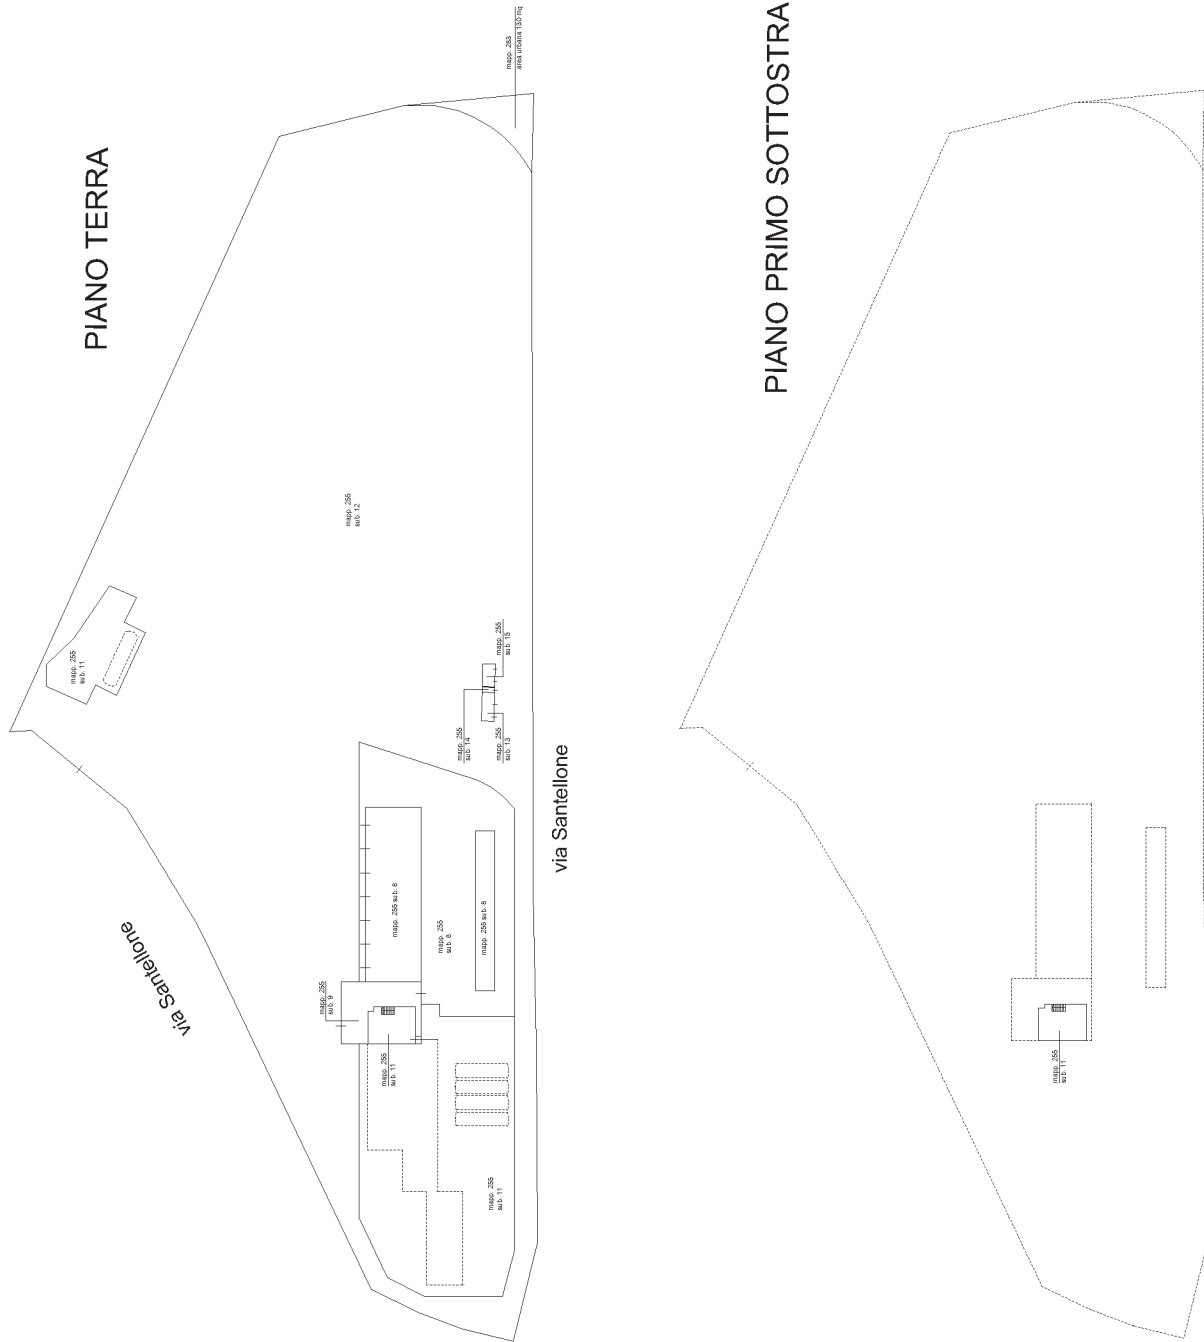 PIANO TERRA
mapp. 283
area urbana 130 mq
mapp. 255
sub. 12
mapp. 255
sub. 11
mapp. 255
sub. 15
mapp. 255
sub. 14
mapp. 255
sub. 13
via Santellone
via Santellone
mapp. 255 sub. 8
mapp. 255
sub. 8
mapp. 255 sub. 8
mapp. 255
sub. 9
mapp. 255
sub. 11
mapp. 255
sub. 11
PIANO PRIMO SOTTOSTRA
mapp. 255
sub. 11